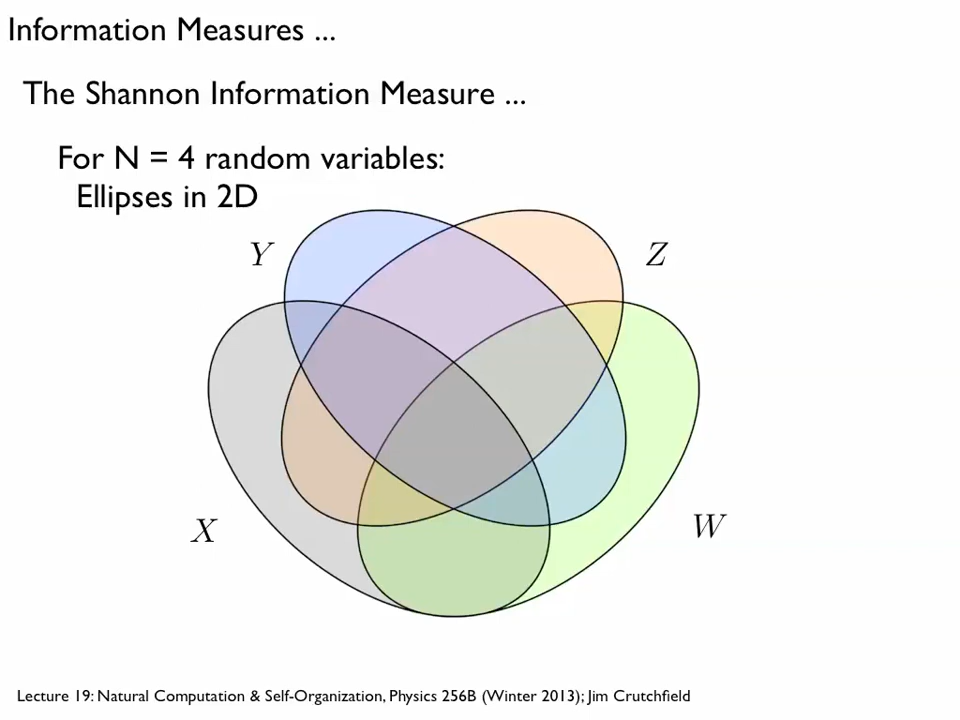 Information Measures ...
The Shannon Information Measure ...
For N = 4 random variables:
Ellipses in 2D
Y
Z
X
W
Lecture 19: Natural Computation & Self-Organization, Physics 256B (Winter 2013); Jim Crutchfield